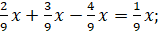 2/9 x + 3/9 x − 4/9 x = 1/9 x;